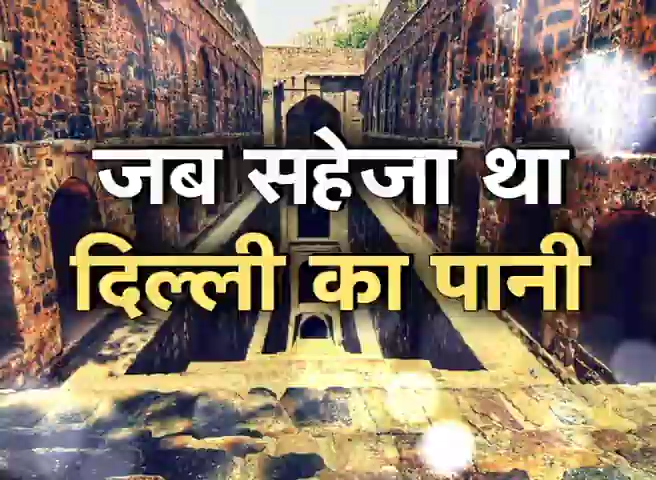 जब सहेजा था
दिल्ली का पानी